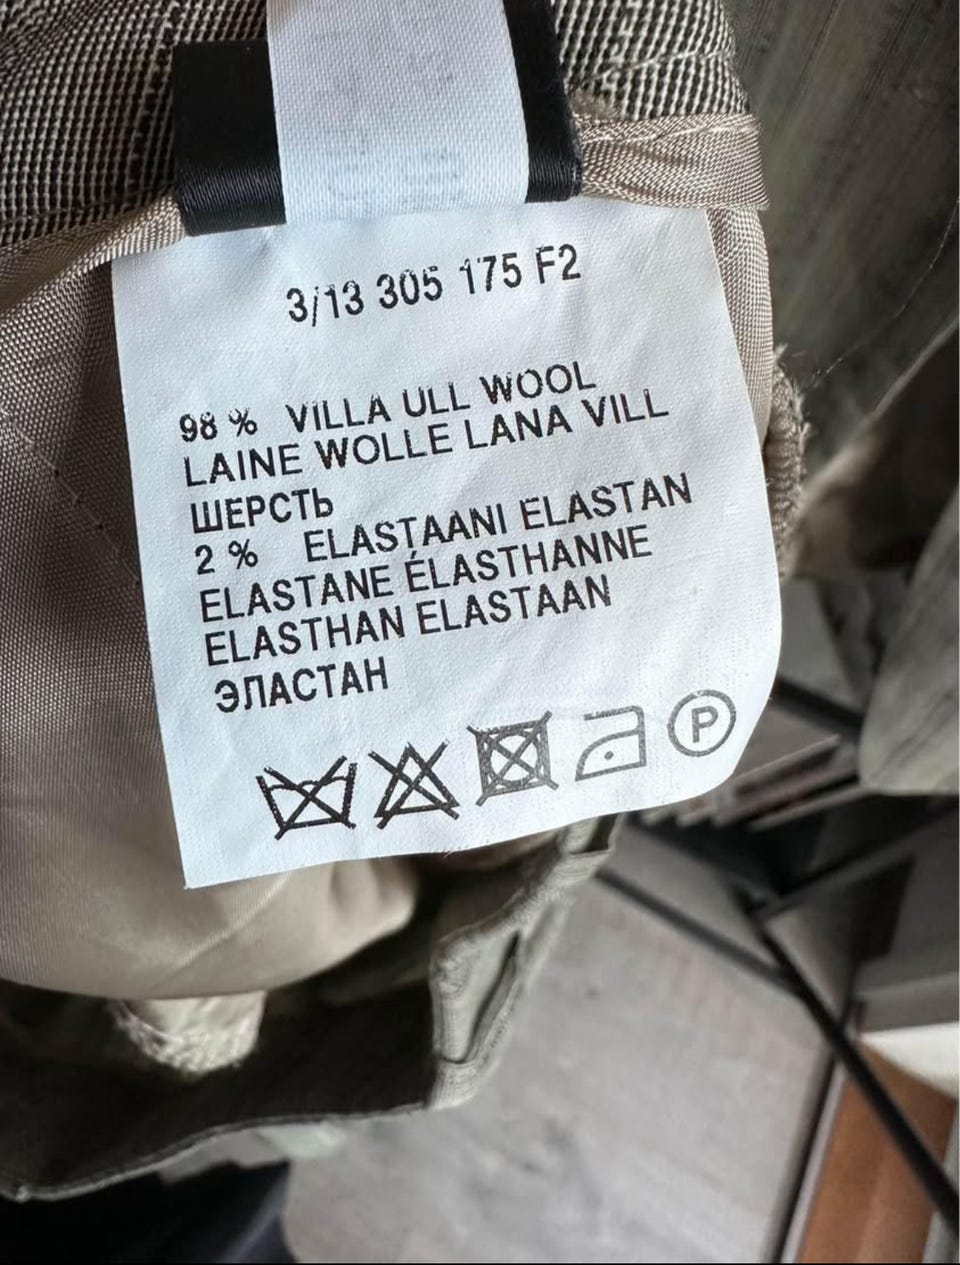 3/13 305 175 F2
98 % VILLA ULL WOOL
LAINE WOLLE LANA VILL
ШЕРСТЬ
2 % ELASTAANI ELASTAN
ELASTANE ÉLASTHANNE
ELASTHAN ELASTAAN
ЭЛАСТАН
P